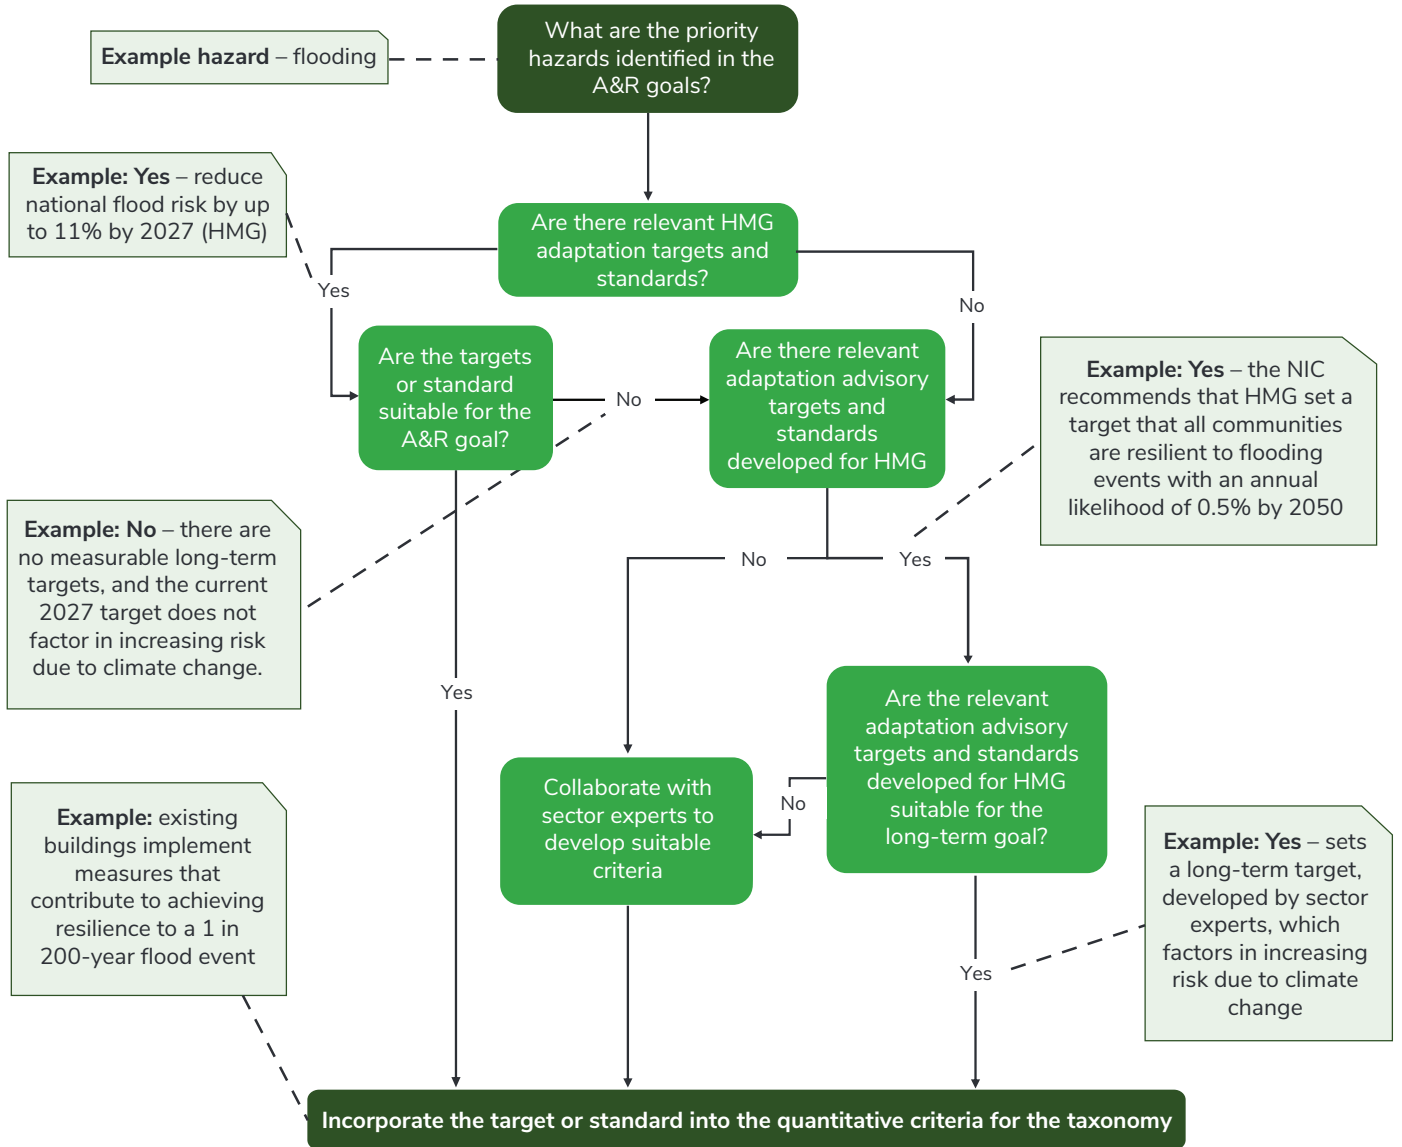 What are the priority
hazards identified in the
A&R goals?
Example hazard – flooding
Example: Yes – reduce
national flood risk by up
to 11% by 2027 (HMG)
Are there relevant HMG
adaptation targets and
standards?
Yes
No
Are the targets
or standard
suitable for the
A&R goal?
No
Are there relevant
adaptation advisory
targets and
standards
developed for HMG
Example: Yes – the NIC
recommends that HMG set a
target that all communities
are resilient to flooding
events with an annual
likelihood of 0.5% by 2050
Example: No – there are
no measurable long-term
targets, and the current
2027 target does not
factor in increasing risk
due to climate change.
No
Yes
Yes
Are the relevant
adaptation advisory
targets and standards
developed for HMG
suitable for the
long-term goal?
No
Collaborate with
sector experts to
develop suitable
criteria
Example: existing
buildings implement
measures that
contribute to achieving
resilience to a 1 in
200-year flood event
Example: Yes – sets
a long-term target,
developed by sector
experts, which
factors in increasing
risk due to climate
change
Yes
Incorporate the target or standard into the quantitative criteria for the taxonomy